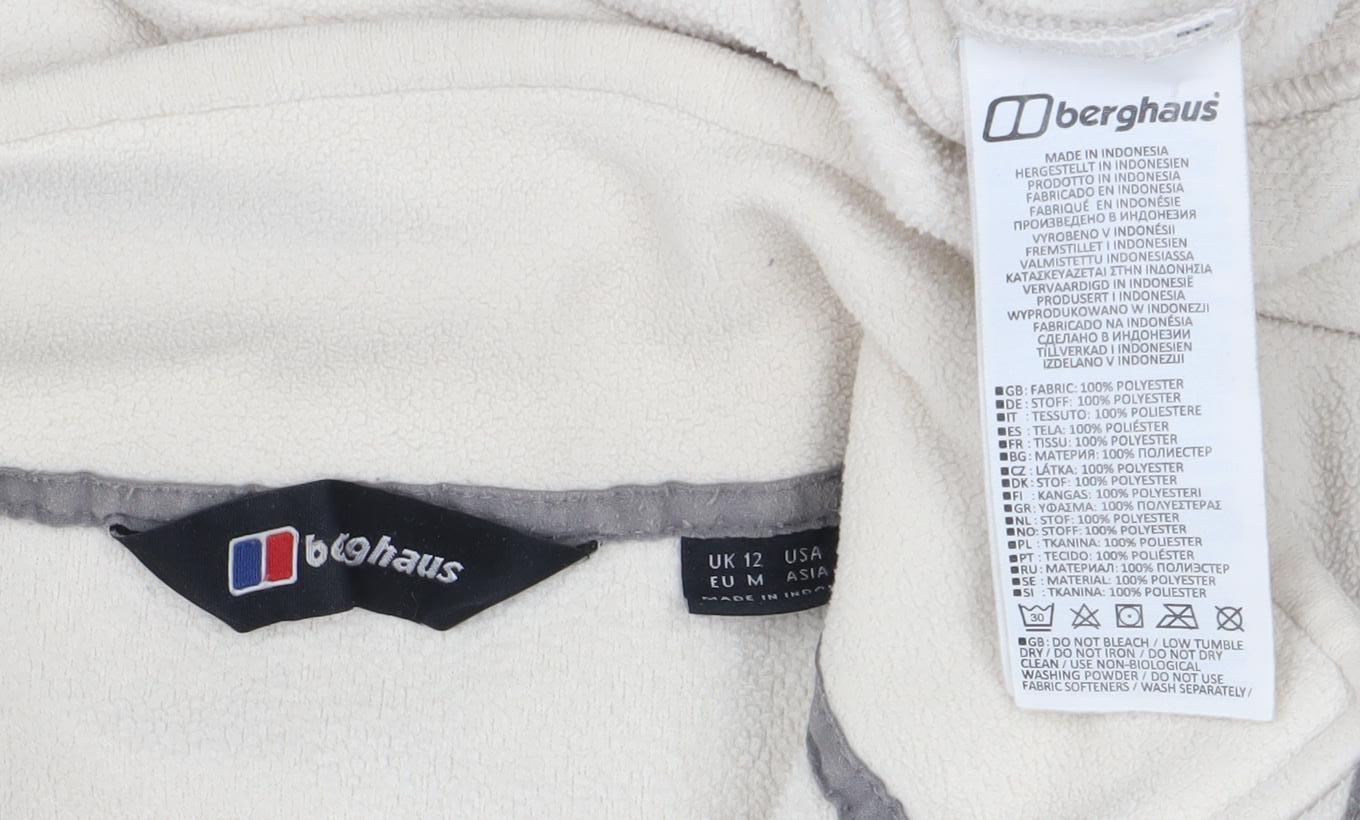 berghaus
UK 12 USA
EU M ASIA
MADE IN INDO
berghaus
MADE IN INDONESIA
HERGESTELLT IN INDONESIEN
PRODOTTO IN INDONESIA
FABRICADO EN INDONESIA
FABRIQUÉ EN INDONÉSIE
ПРОИЗВЕДЕНО В ИНДОНЕЗИЯ
VYROBENO V INDONÉSII
FREMSTILLET I INDONESIEN
VALMISTETTU INDONESIASSA
ΚΑΤΑΣΚΕΥΑΖΕΤΑΙ ΣΤΗΝ ΙΝΔΟΝΗΣΙΑ
VERVAARDIGD IN INDONESIË
PRODUSERT I INDONESIA
WYPRODUKOWANO W INDONEZJI
FABRICADO NA INDONÉSIA
СДЕЛАНО В ИНДОНЕЗИИ
TILLVERKAD I INDONESIEN
IZDELANO V INDONEZIJI
GB: FABRIC: 100% POLYESTER
DE : STOFF: 100% POLYESTER
IT : TESSUTO: 100% POLIESTERE
ES : TELA: 100% POLIÉSTER
FR : TISSU: 100% POLYESTER
BG: МАТЕРИЯ: 100% ПОЛИЕСТЕР
CZ : LÁTKA: 100% POLYESTER
DK : STOF: 100% POLYESTER
FI : KANGAS: 100% POLYESTERI
GR: ΥΦΑΣΜΑ: 100% ΠΟΛΥΕΣΤΕΡΑΣ
NL: STOF: 100% POLYESTER
NO: STOFF: 100% POLYESTER
PL : TKANINA: 100% POLIESTER
PT : TECIDO: 100% POLIÉSTER
RU: МАТЕРИАЛ: 100% ПОЛИЭСТЕР
SE : MATERIAL: 100% POLYESTER
SI : TKANINA: 100% POLYESTER
30
GB: DO NOT BLEACH / LOW TUMBLE
DRY / DO NOT IRON / DO NOT DRY
CLEAN / USE NON-BIOLOGICAL
WASHING POWDER / DO NOT USE
FABRIC SOFTENERS / WASH SEPARATELY/